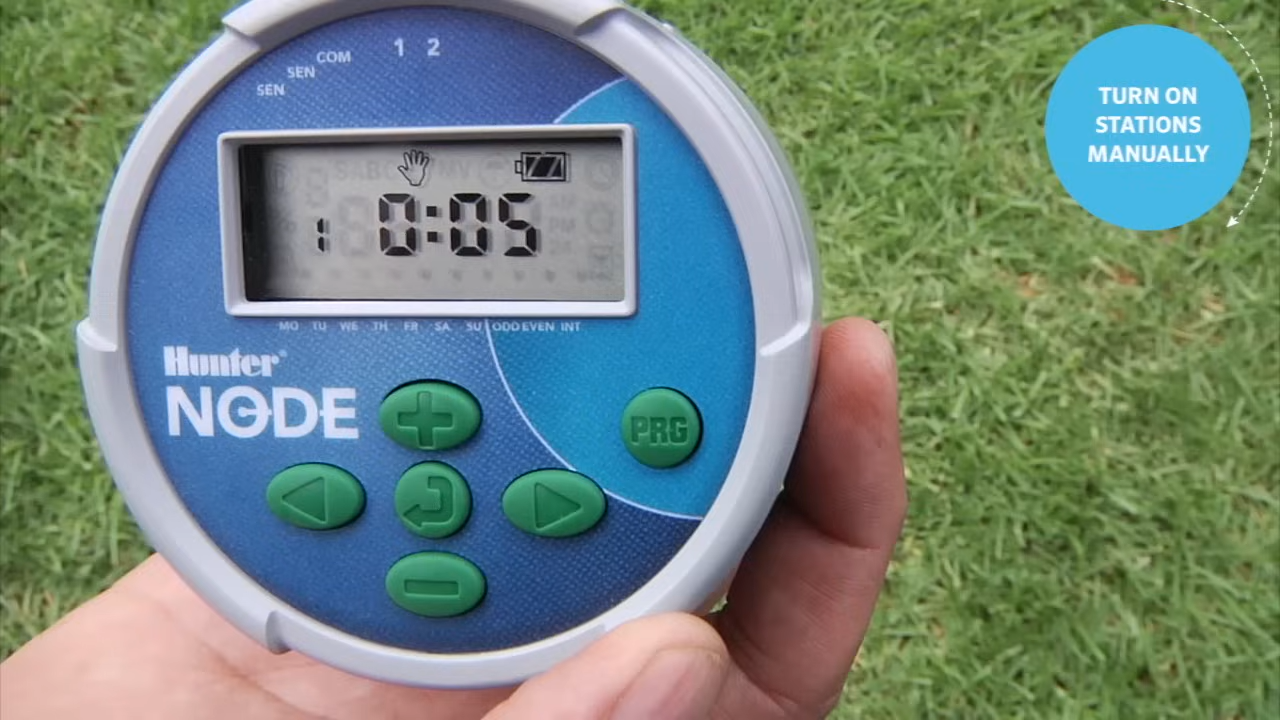 COM
SEN
SEN
1 2
TURN ON
STATIONS
MANUALLY
1 0:05
MO TU WE TH FR SA SU ODD EVEN INT
Hunter®
NODE
PRG